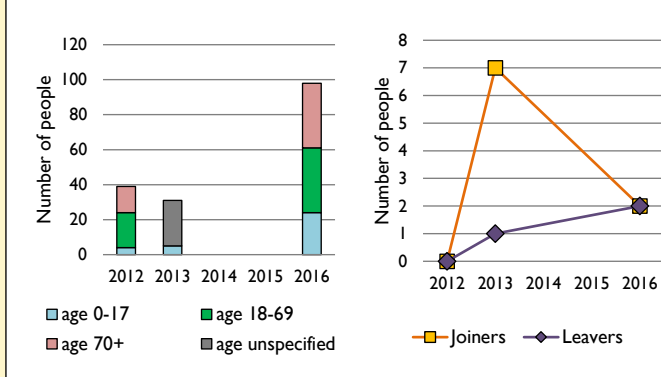 Number of people
120
100
80
60
40
20
0
2012 2013 2014 2015 2016
age 0-17 age 18-69
age 70+ age unspecified
Number of people
8
7
6
5
4
3
2
1
0
2012 2013 2014 2015 2016
Joiners Leavers